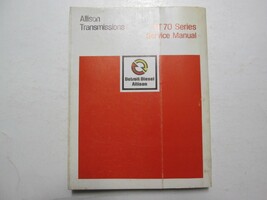 Allison
Transmissions
T70 Series
Service Manual
Detroit Diesel
Allison